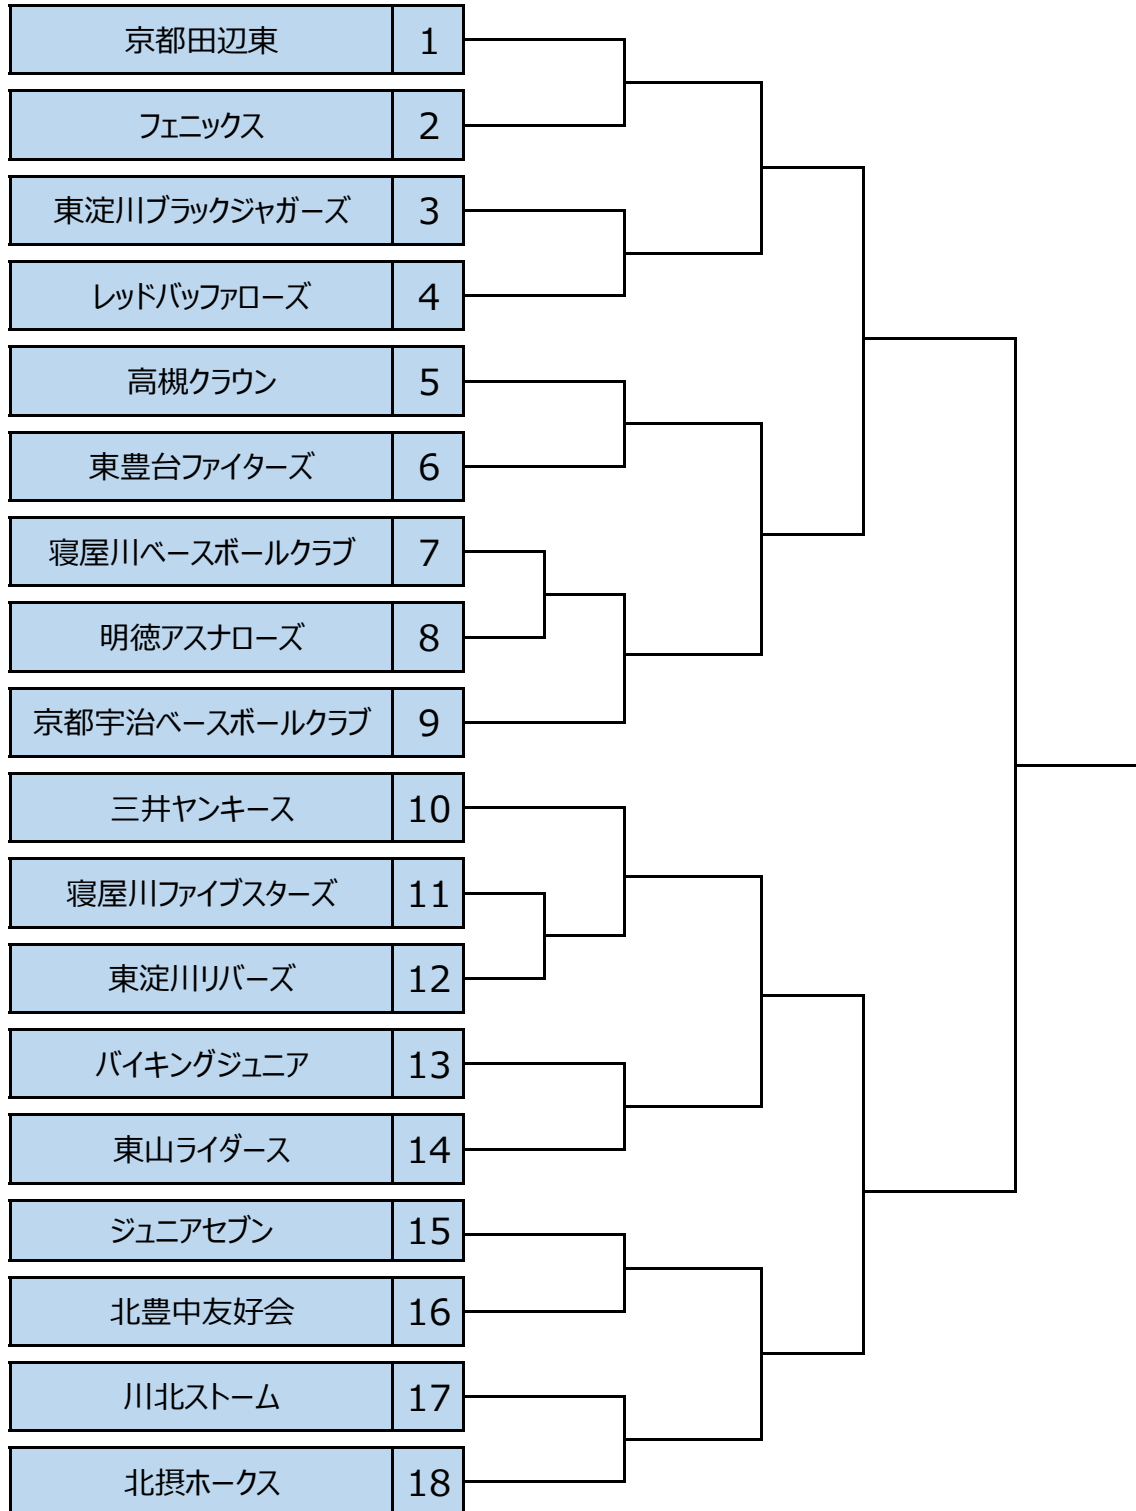 京都田辺東 1
フェニックス 2
東淀川ブラックジャガーズ 3
レッドバッファローズ 4
高槻クラウン 5
東豊台ファイターズ 6
寝屋川ベースボールクラブ 7
明徳アスナローズ 8
京都宇治ベースボールクラブ 9
三井ヤンキース 10
寝屋川ファイブスターズ 11
東淀川リバーズ 12
バイキングジュニア 13
東山ライダース 14
ジュニアセブン 15
北豊中友好会 16
川北ストーム 17
北摂ホークス 18